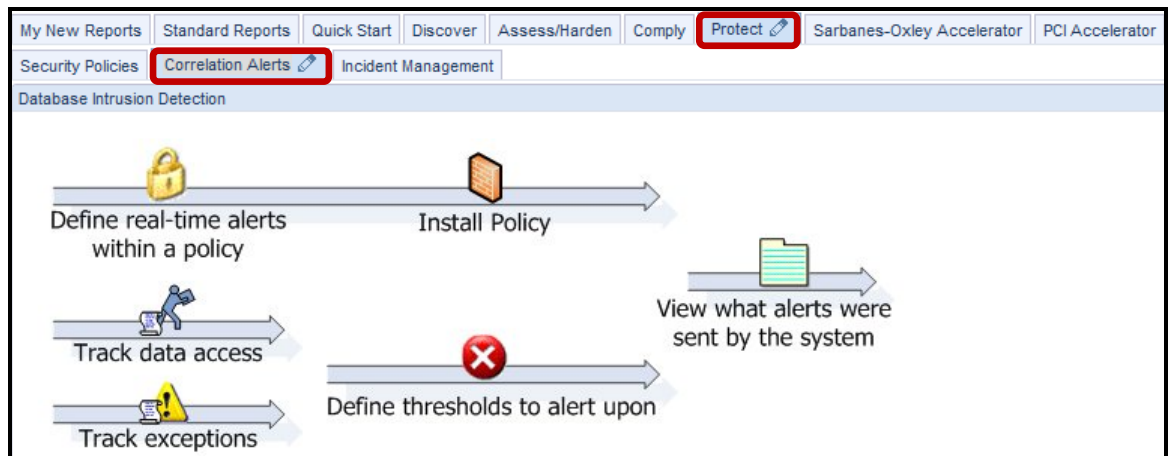 My New Reports Standard Reports Quick Start Discover Assess/Harden Comply Protect Sarbanes-Oxley Accelerator PCI Accelerator
Security Policies Correlation Alerts Incident Management
Database Intrusion Detection
Define real-time alerts
within a policy
Install Policy
Track data access
Track exceptions
Define thresholds to alert upon
View what alerts were
sent by the system